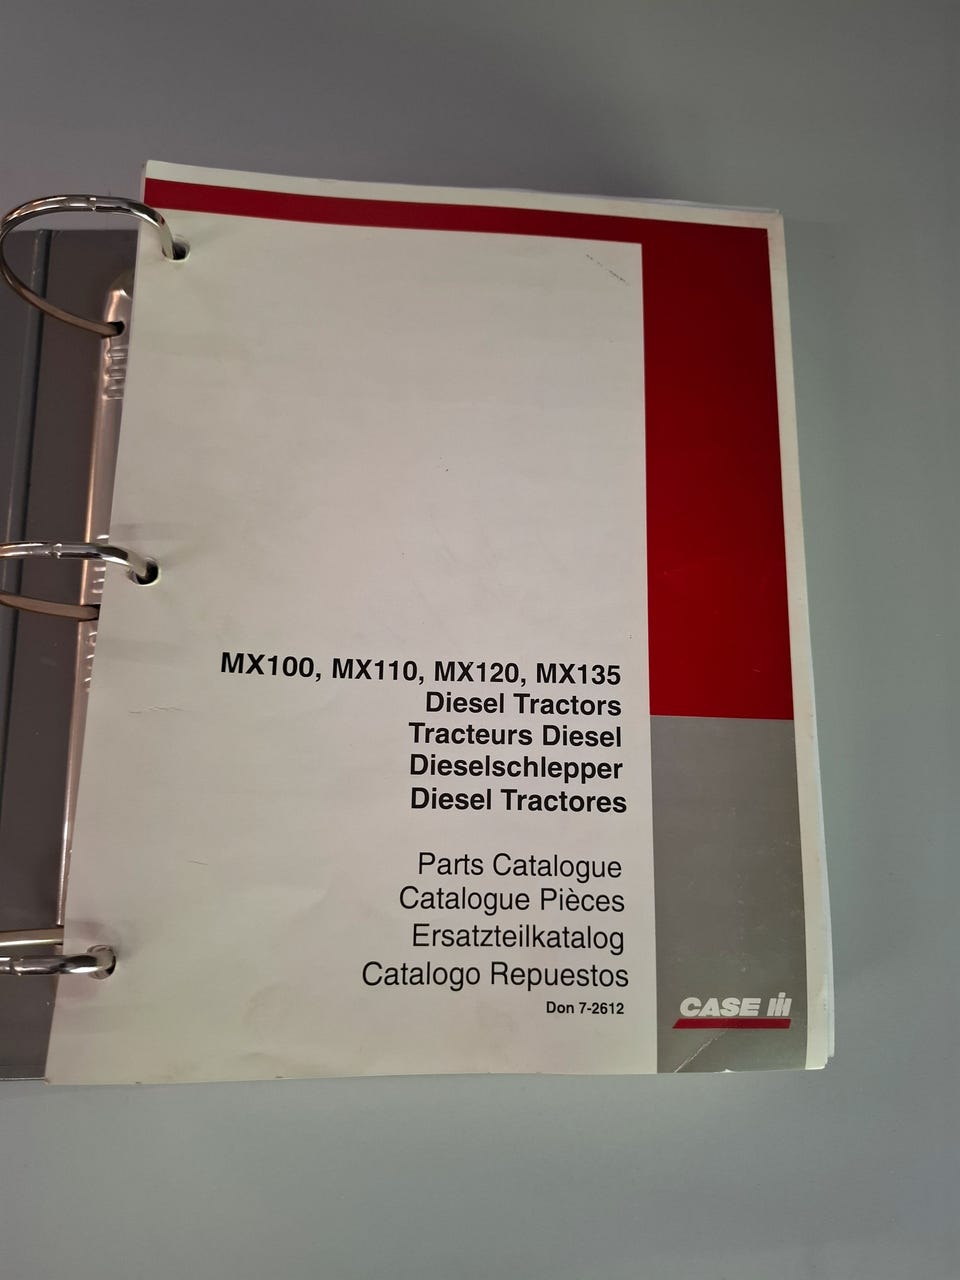 MX100, MX110, MX120, MX135
Diesel Tractors
Tracteurs Diesel
Dieselschlepper
Diesel Tractores
Parts Catalogue
Catalogue Pièces
Ersatzteilkatalog
Catalogo Repuestos
Don 7-2612
CASE IH